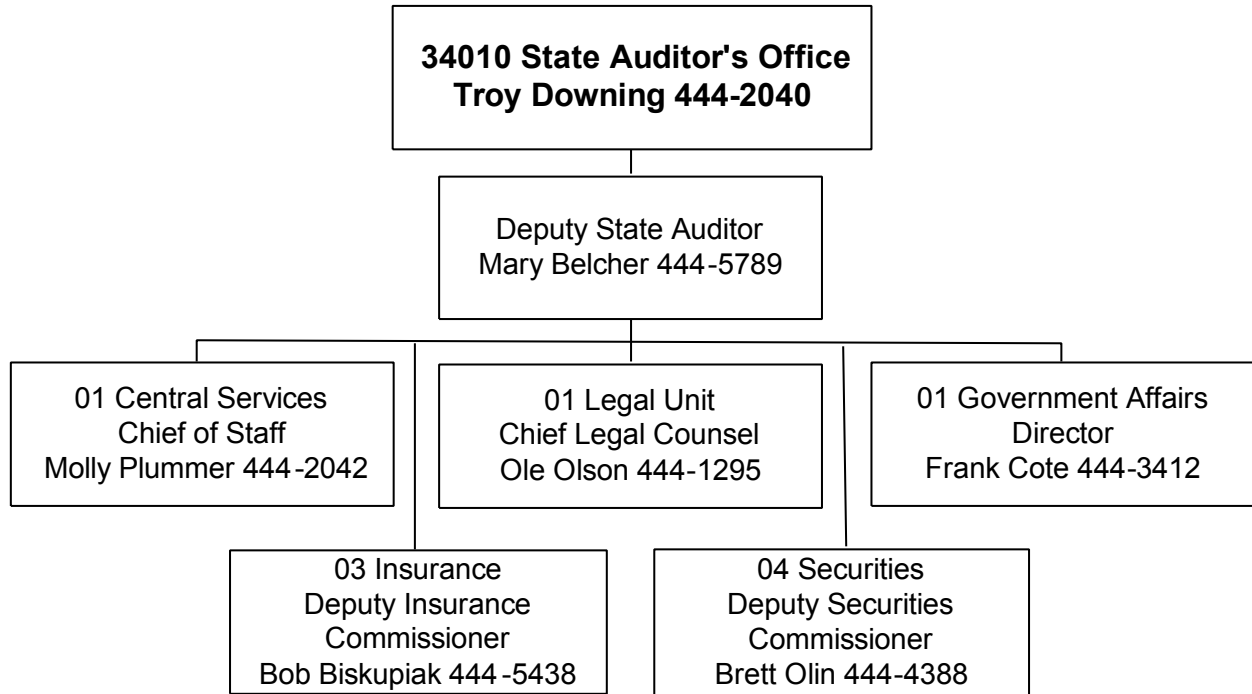 34010 State Auditor's Office
Troy Downing 444-2040
Deputy State Auditor
Mary Belcher 444-5789
01 Central Services
Chief of Staff
Molly Plummer 444-2042
01 Legal Unit
Chief Legal Counsel
Ole Olson 444-1295
01 Government Affairs
Director
Frank Cote 444-3412
03 Insurance
Deputy Insurance
Commissioner
Bob Biskupiak 444-5438
04 Securities
Deputy Securities
Commissioner
Brett Olin 444-4388